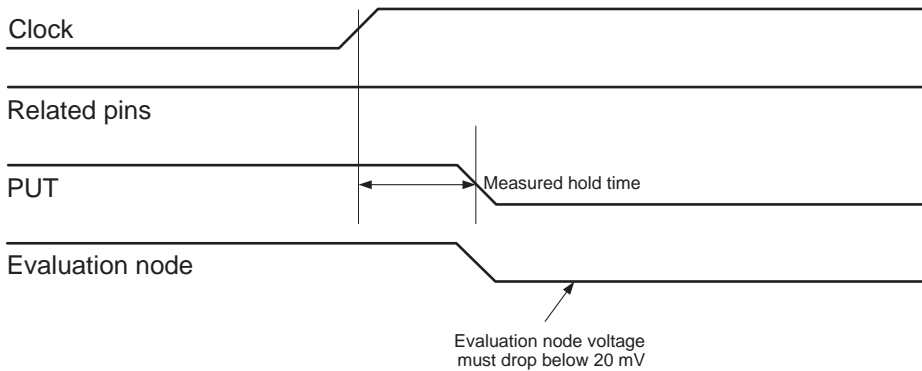 Clock
Related pins
PUT
Measured hold time
Evaluation node
Evaluation node voltage
must drop below 20 mV